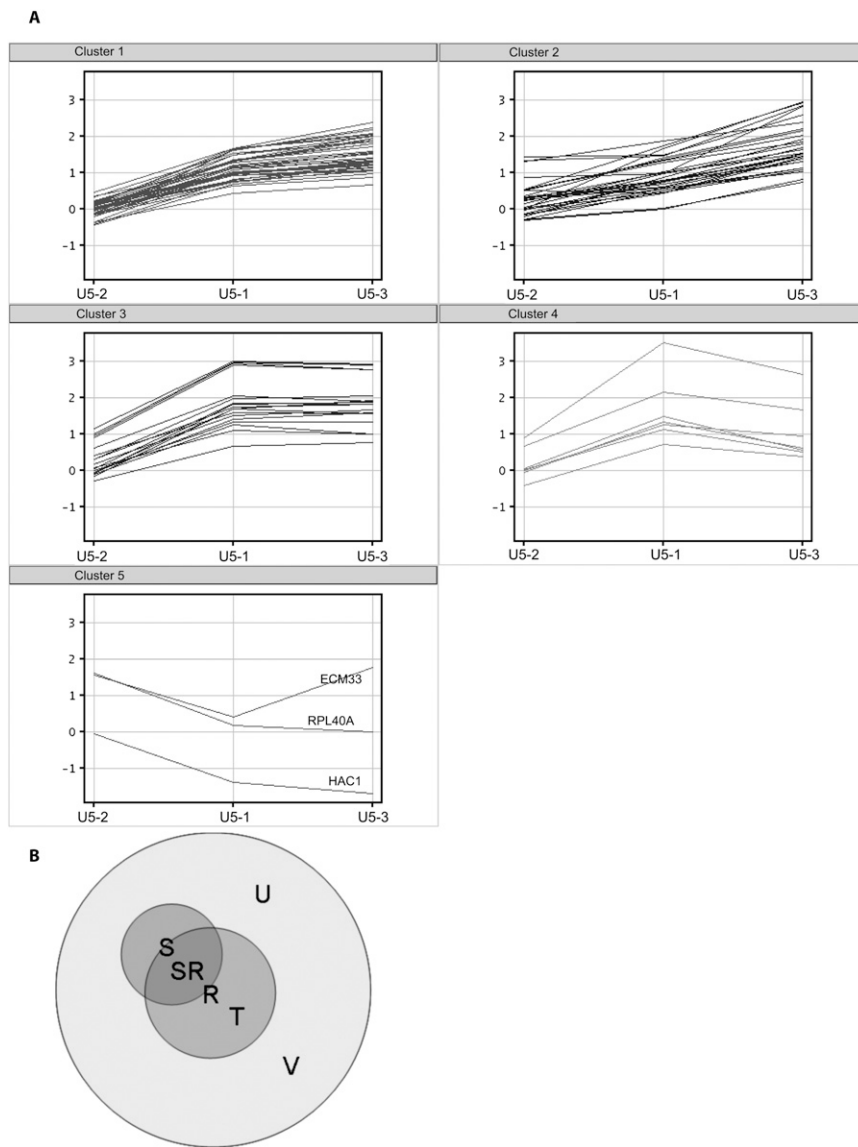 A
Cluster 1
Cluster 2
3
2
1
0
-1
U5-2 U5-1 U5-3
3
2
1
0
-1
U5-2 U5-1 U5-3
Cluster 3
Cluster 4
3
2
1
0
-1
U5-2 U5-1 U5-3
3
2
1
0
-1
U5-2 U5-1 U5-3
Cluster 5
3
2
1
0
-1
ECM33
RPL40A
HAC1
U5-2 U5-1 U5-3
B
U
S
SR
R
T
V